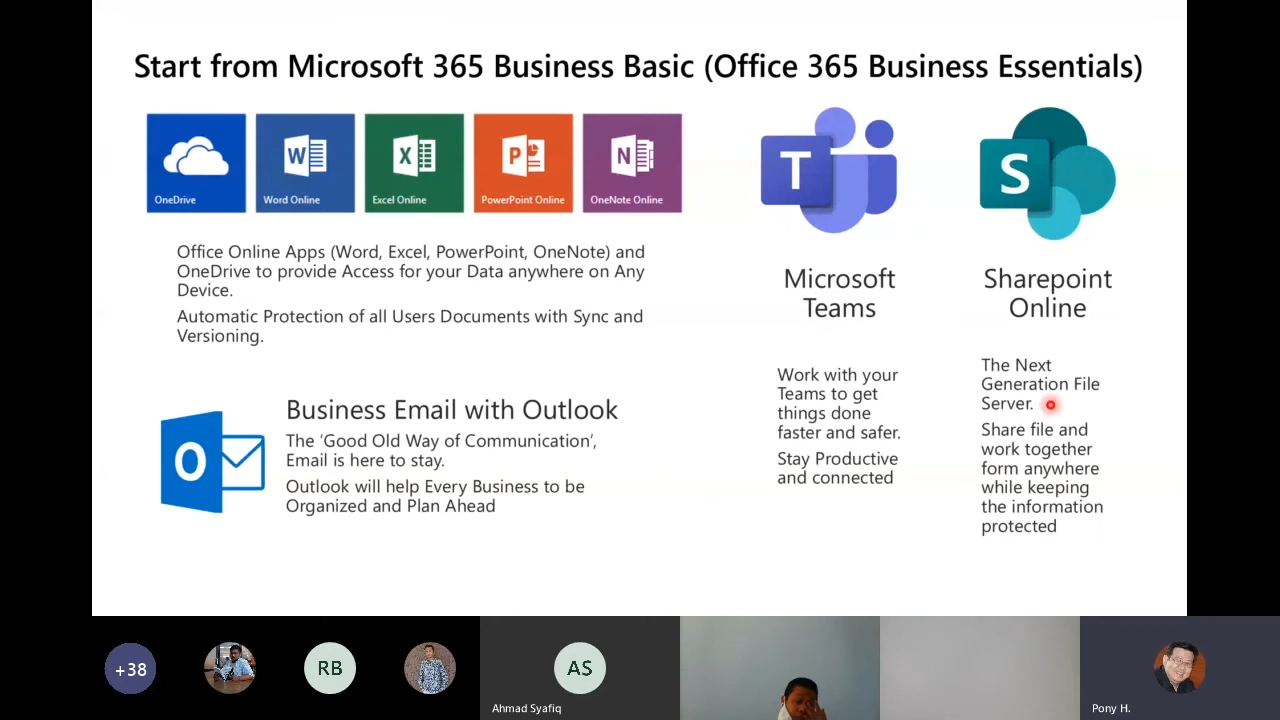 Start from Microsoft 365 Business Basic (Office 365 Business Essentials)
OneDrive
W
Word Online
X
Excel Online
P
PowerPoint Online
N
OneNote Online
Office Online Apps (Word, Excel, PowerPoint, OneNote) and
OneDrive to provide Access for your Data anywhere on Any
Device.
Automatic Protection of all Users Documents with Sync and
Versioning.
O
Business Email with Outlook
The ‘Good Old Way of Communication’,
Email is here to stay.
Outlook will help Every Business to be
Organized and Plan Ahead
T
Microsoft
Teams
Work with your
Teams to get
things done
faster and safer.
Stay Productive
and connected
S
Sharepoint
Online
The Next
Generation File
Server.
Share file and
work together
form anywhere
while keeping
the information
protected
+38
RB
AS
Ahmad Syafiq
Pony H.